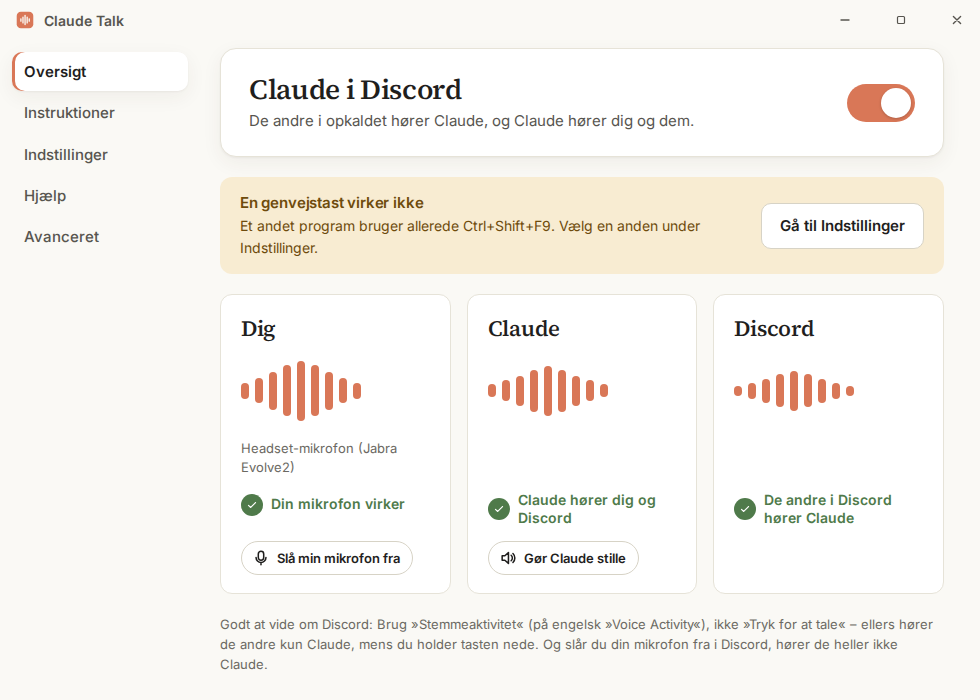 Claude Talk
Oversigt
Instruktioner
Indstillinger
Hjælp
Avanceret
Claude i Discord
De andre i opkaldet hører Claude, og Claude hører dig og dem.
En genvejstast virker ikke
Et andet program bruger allerede Ctrl+Shift+F9. Vælg en anden under
Indstillinger.
Gå til Indstillinger
Dig
Headset-mikrofon (Jabra
Evolve2)
Din mikrofon virker
Slå min mikrofon fra
Claude
Claude hører dig og
Discord
Gør Claude stille
Discord
De andre i Discord
hører Claude
Godt at vide om Discord: Brug »Stemmeaktivitet« (på engelsk »Voice Activity«), ikke »Tryk for at tale« – ellers hører
de andre kun Claude, mens du holder tasten nede. Og slår du din mikrofon fra i Discord, hører de heller ikke
Claude.